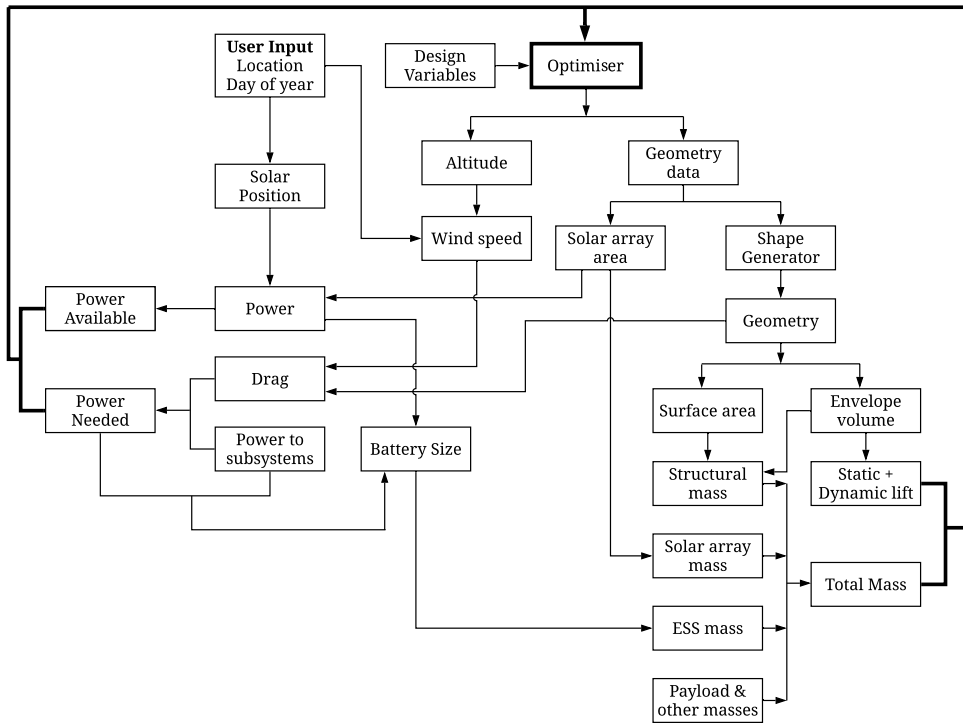 User Input
Location
Day of year
Design
Variables
Optimiser
Altitude
Geometry
data
Solar
Position
Wind speed
Solar array
area
Shape
Generator
Power
Available
Power
Geometry
Drag
Power
Needed
Surface area
Envelope
volume
Power to
subsystems
Battery Size
Structural
mass
Static +
Dynamic lift
Solar array
mass
Total Mass
ESS mass
Payload &
other masses